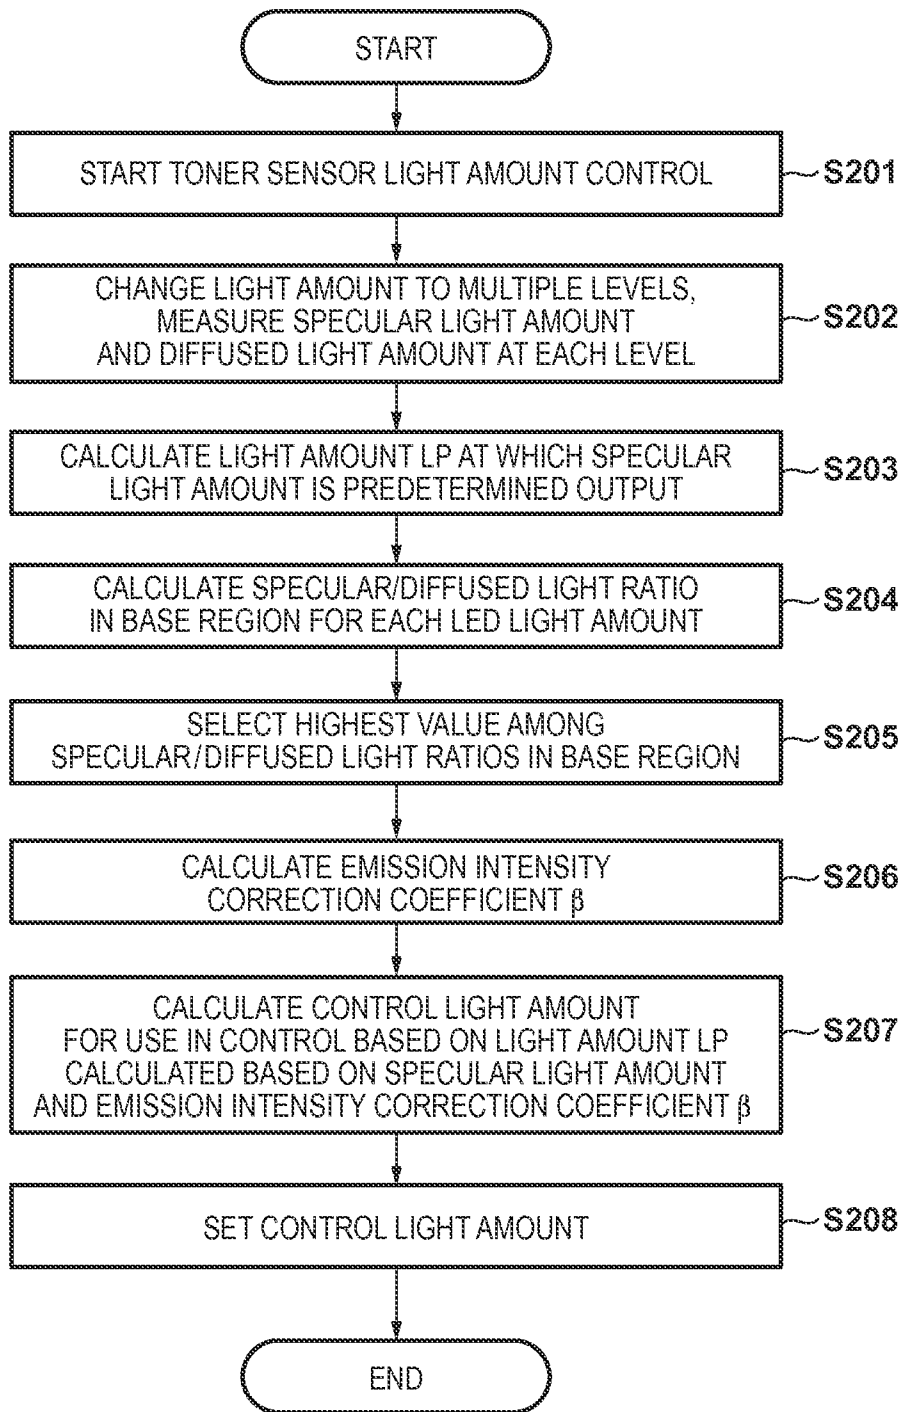 START
START TONER SENSOR LIGHT AMOUNT CONTROL
S201
CHANGE LIGHT AMOUNT TO MULTIPLE LEVELS,
MEASURE SPECULAR LIGHT AMOUNT
AND DIFFUSED LIGHT AMOUNT AT EACH LEVEL
S202
CALCULATE LIGHT AMOUNT LP AT WHICH SPECULAR
LIGHT AMOUNT IS PREDETERMINED OUTPUT
S203
CALCULATE SPECULAR/DIFFUSED LIGHT RATIO
IN BASE REGION FOR EACH LED LIGHT AMOUNT
S204
SELECT HIGHEST VALUE AMONG
SPECULAR/DIFFUSED LIGHT RATIOS IN BASE REGION
S205
CALCULATE EMISSION INTENSITY
CORRECTION COEFFICIENT β
S206
CALCULATE CONTROL LIGHT AMOUNT
FOR USE IN CONTROL BASED ON LIGHT AMOUNT LP
CALCULATED BASED ON SPECULAR LIGHT AMOUNT
AND EMISSION INTENSITY CORRECTION COEFFICIENT β
S207
SET CONTROL LIGHT AMOUNT
S208
END